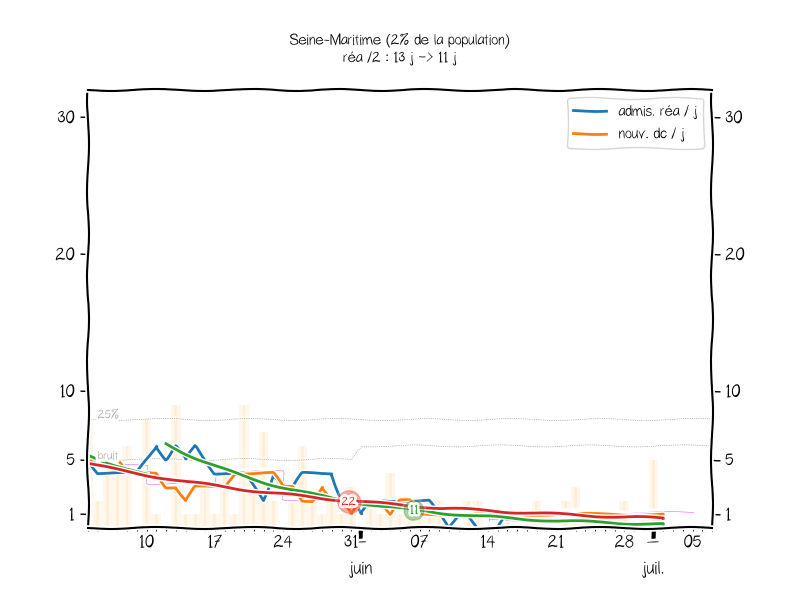 Seine-Maritime (2% de la population)
réa /2 : 13 j -> 11 j
admis. réa / j
nouv. dc / j
30
30
20
20
10
10
25%
bruit
5
5
22
11
1
1
10 17 24 31 07 14 21 28 05
juin juil.